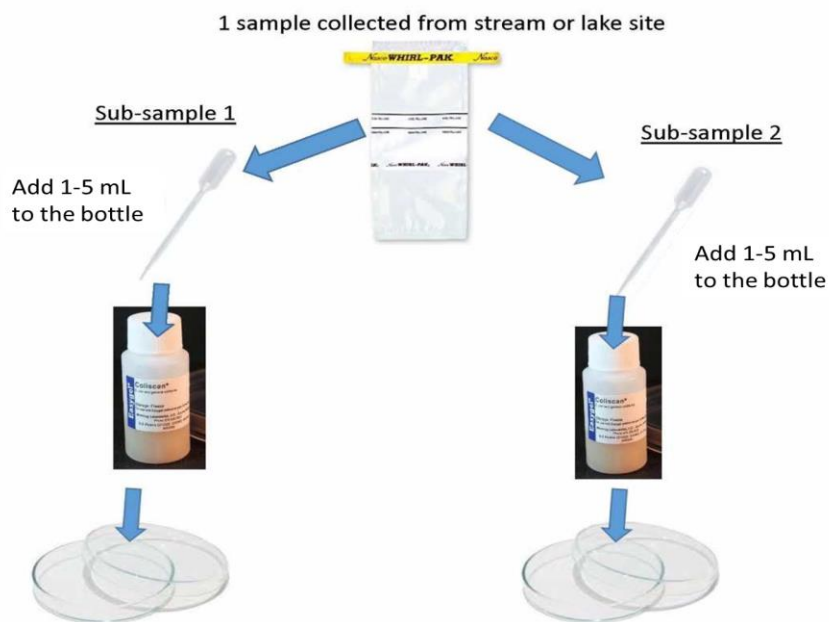 1 sample collected from stream or lake site
Nasco WHIRL-PAK Nasco
Sub-sample 1
Sub-sample 2
Add 1-5 mL
to the bottle
Add 1-5 mL
to the bottle
Easygel®
Coliscan®
Easygel®
Coliscan®